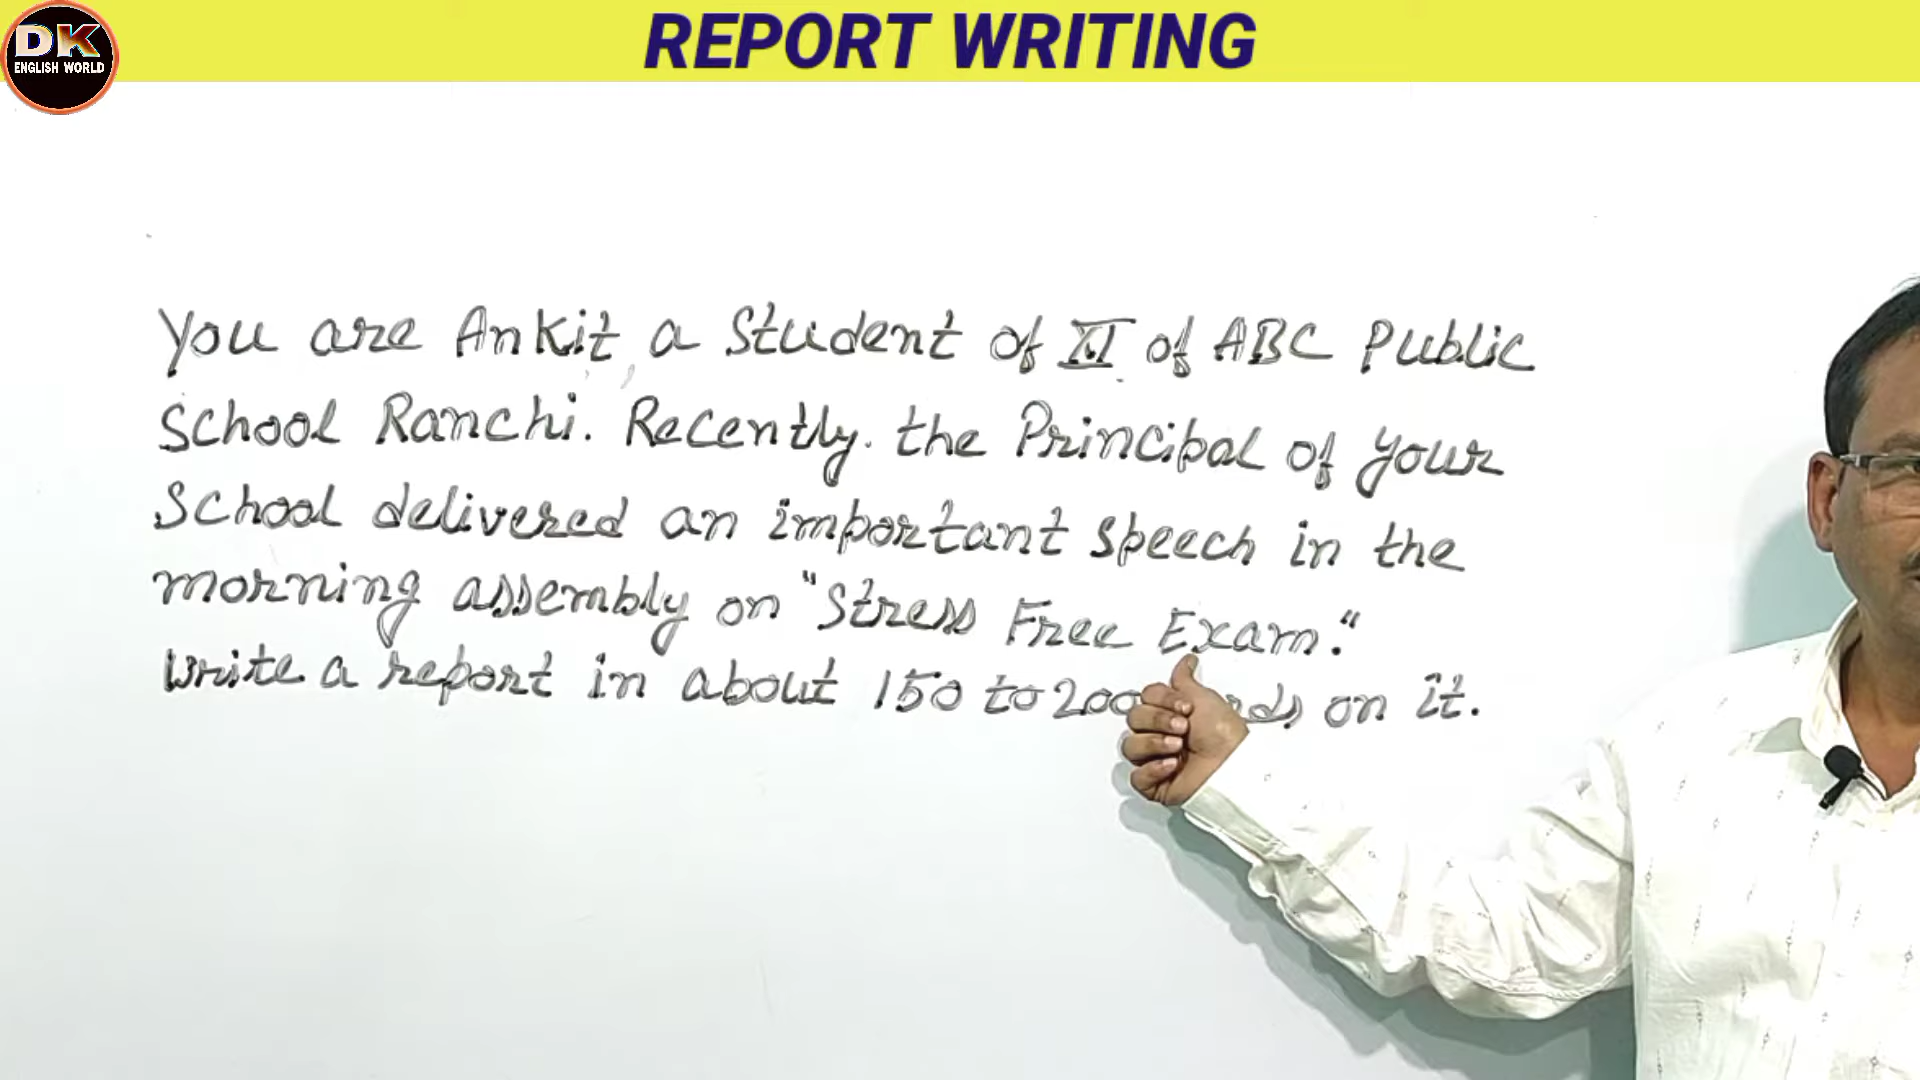 REPORT WRITING
DK
ENGLISH WORLD
You are Ankit, a Student of XI of ABC Public
School Ranchi. Recently. the Principal of your
School delivered an important speech in the
morning assembly on "Stress Free Exam."
Write a report in about 150 to 200 on it.